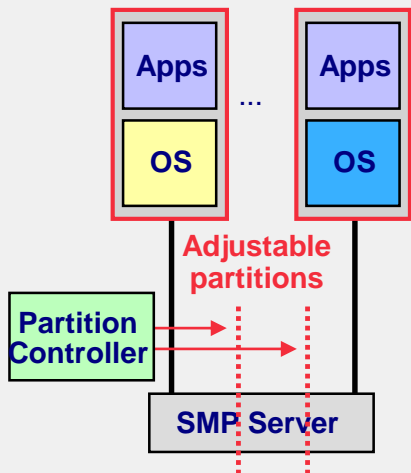 Apps
...
Apps
OS
OS
Adjustable
partitions
Partition
Controller
SMP Server